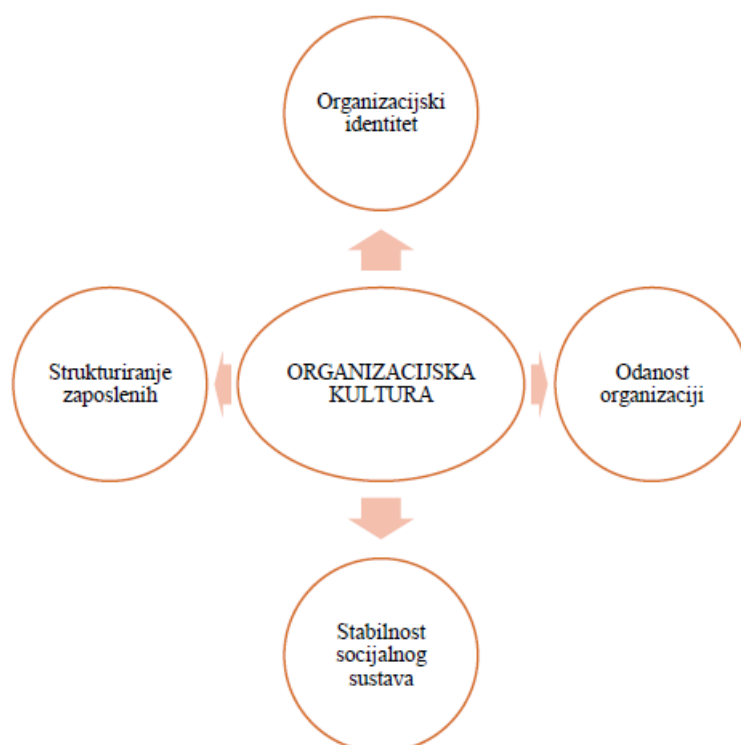 Organizacijski
identitet
Strukturiranje
zaposlenih
ORGANIZACIJSKA
KULTURA
Odanost
organizaciji
Stabilnost
socijalnog
sustava